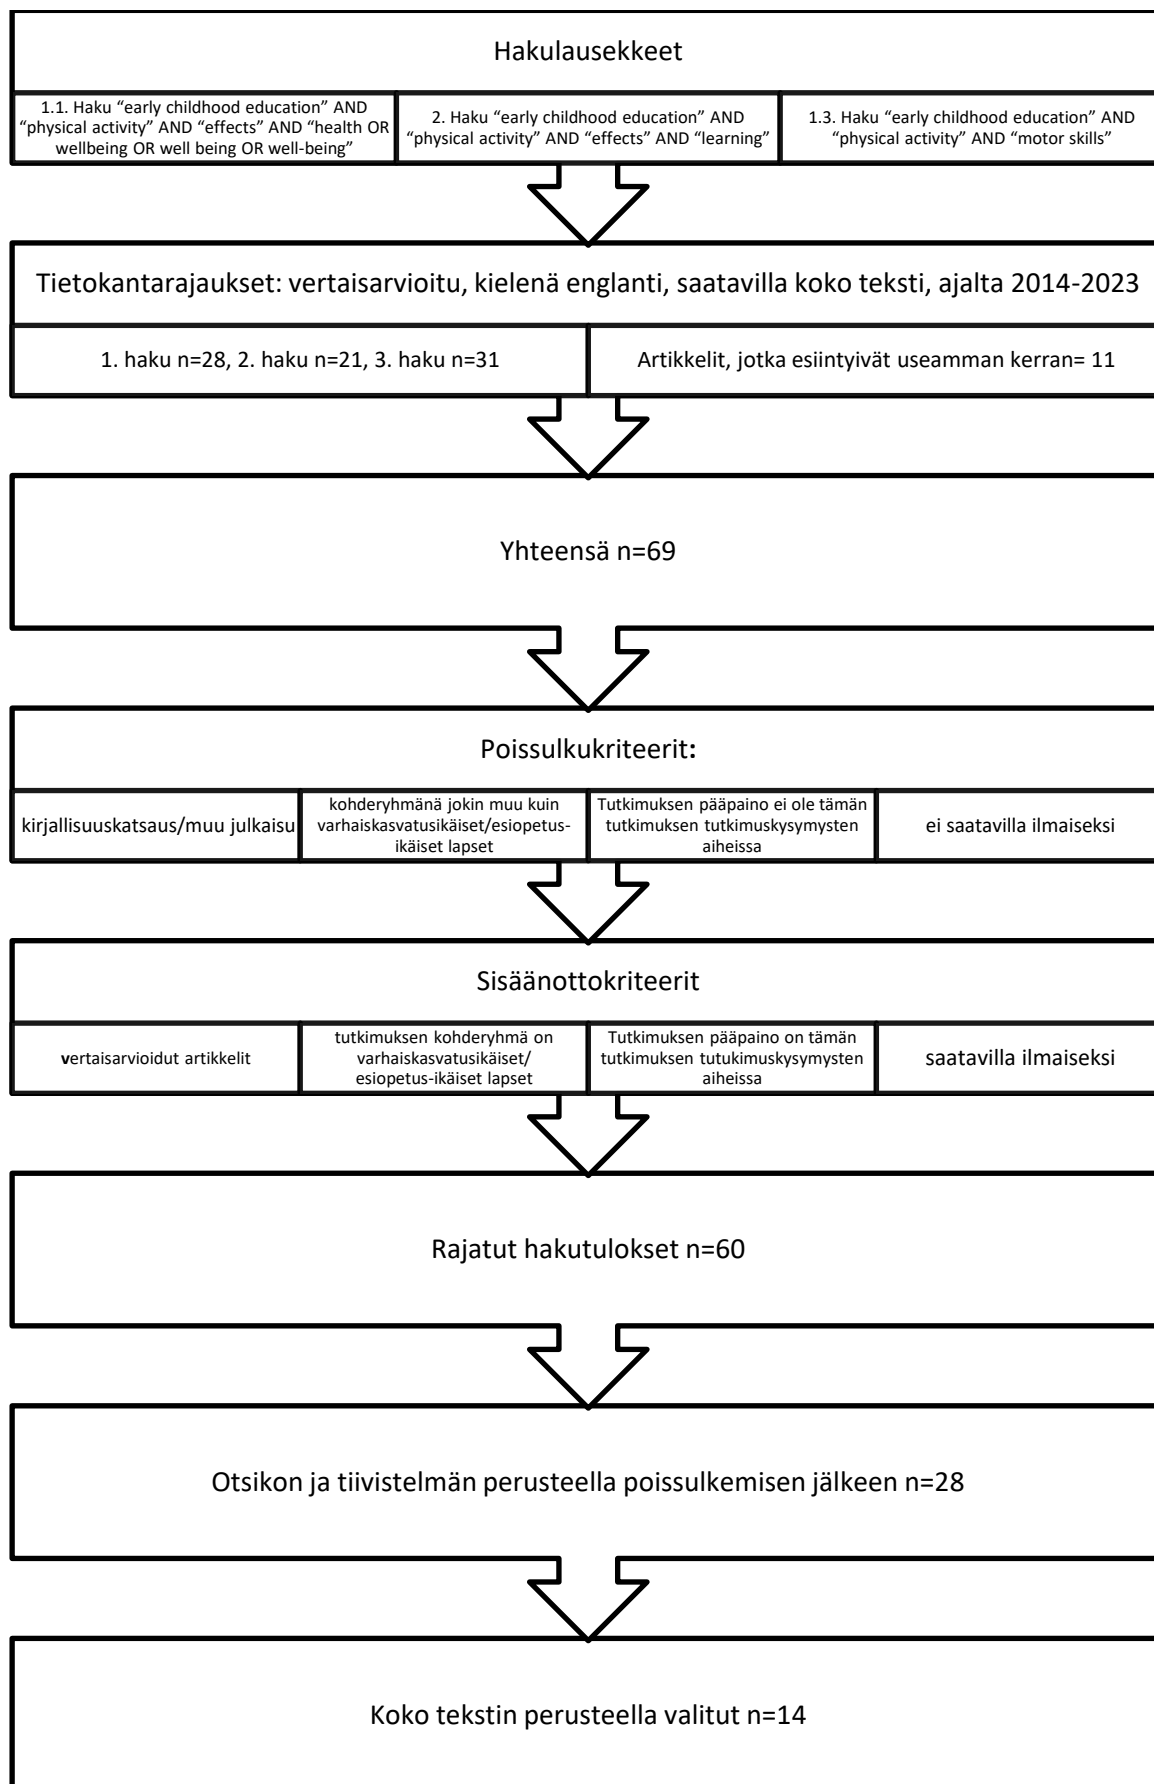 Hakulausekkeet
1.1. Haku “early childhood education” AND
“physical activity” AND “effects” AND “health OR
wellbeing OR well being OR well-being”
2. Haku “early childhood education” AND
“physical activity” AND “effects” AND “learning”
1.3. Haku “early childhood education” AND
“physical activity” AND “motor skills”
Tietokantarajaukset: vertaisarvioitu, kielenä englanti, saatavilla koko teksti, ajalta 2014-2023
1. haku n=28, 2. haku n=21, 3. haku n=31
Artikkelit, jotka esiintyivät useamman kerran= 11
Yhteensä n=69
Poissulkukriteerit:
kirjallisuuskatsaus/muu julkaisu
kohderyhmänä jokin muu kuin
varhaiskasvatusikäiset/esiopetus-
ikäiset lapset
Tutkimuksen pääpaino ei ole tämän
tutkimuksen tutkimuskysymysten
aiheissa
ei saatavilla ilmaiseksi
Sisäänottokriteerit
vertaisarvioidut artikkelit
tutkimuksen kohderyhmä on
varhaiskasvatusikäiset/
esiopetus-ikäiset lapset
Tutkimuksen pääpaino on tämän
tutkimuksen tutukimuskysymysten
aiheissa
saatavilla ilmaiseksi
Rajatut hakutulokset n=60
Otsikon ja tiivistelmän perusteella poissulkemisen jälkeen n=28
Koko tekstin perusteella valitut n=14